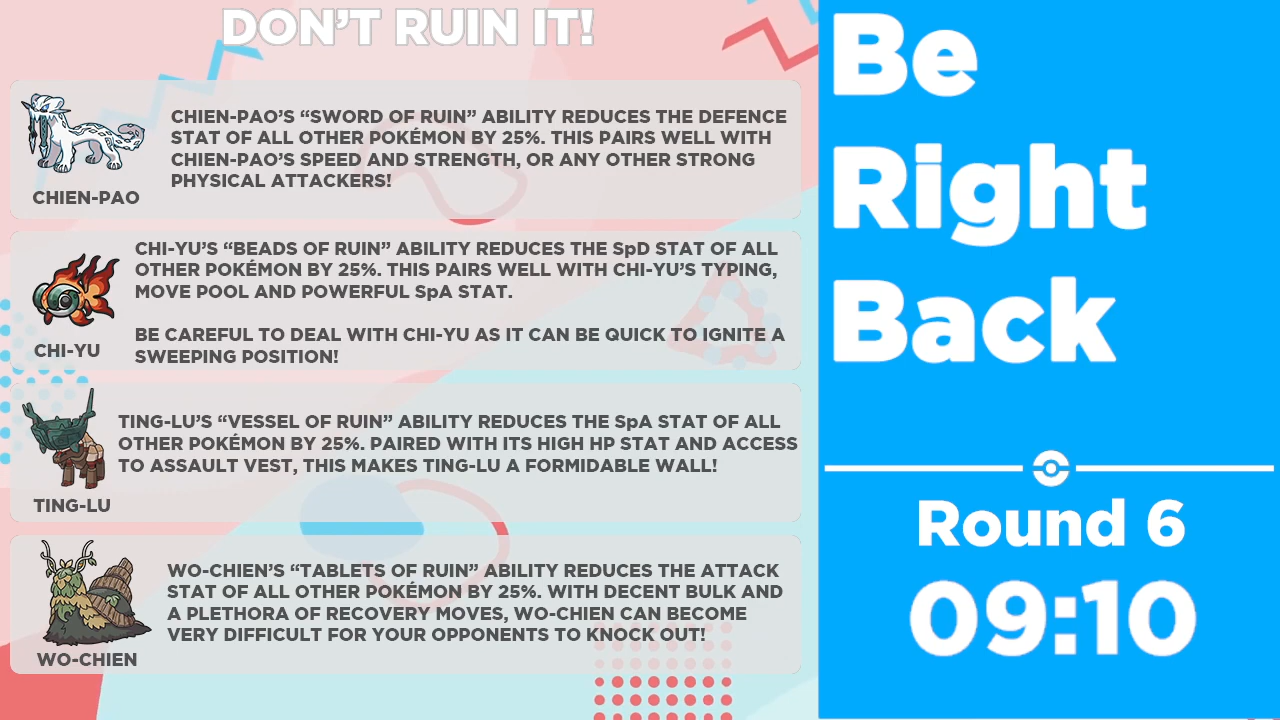 DON’T RUIN IT!
CHIEN-PAO’S “SWORD OF RUIN” ABILITY REDUCES THE DEFENCE
STAT OF ALL OTHER POKÉMON BY 25%. THIS PAIRS WELL WITH
CHIEN-PAO’S SPEED AND STRENGTH, OR ANY OTHER STRONG
PHYSICAL ATTACKERS!
CHIEN-PAO
CHI-YU’S “BEADS OF RUIN” ABILITY REDUCES THE SpD STAT OF ALL
OTHER POKÉMON BY 25%. THIS PAIRS WELL WITH CHI-YU’S TYPING,
MOVE POOL AND POWERFUL SpA STAT.
BE CAREFUL TO DEAL WITH CHI-YU AS IT CAN BE QUICK TO IGNITE A
SWEEPING POSITION!
CHI-YU
TING-LU’S “VESSEL OF RUIN” ABILITY REDUCES THE SpA STAT OF ALL
OTHER POKÉMON BY 25%. PAIRED WITH ITS HIGH HP STAT AND ACCESS
TO ASSAULT VEST, THIS MAKES TING-LU A FORMIDABLE WALL!
TING-LU
WO-CHIEN’S “TABLETS OF RUIN” ABILITY REDUCES THE ATTACK
STAT OF ALL OTHER POKÉMON BY 25%. WITH DECENT BULK AND
A PLETHORA OF RECOVERY MOVES, WO-CHIEN CAN BECOME
VERY DIFFICULT FOR YOUR OPPONENTS TO KNOCK OUT!
WO-CHIEN
Be
Right
Back
Round 6
09:10